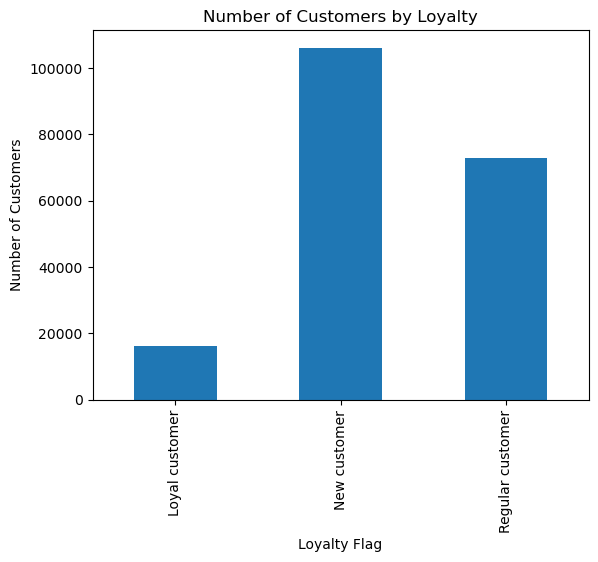 Number of Customers by Loyalty
Number of Customers
100000
80000
60000
40000
20000
0
Loyal customer
New customer
Regular customer
Loyalty Flag